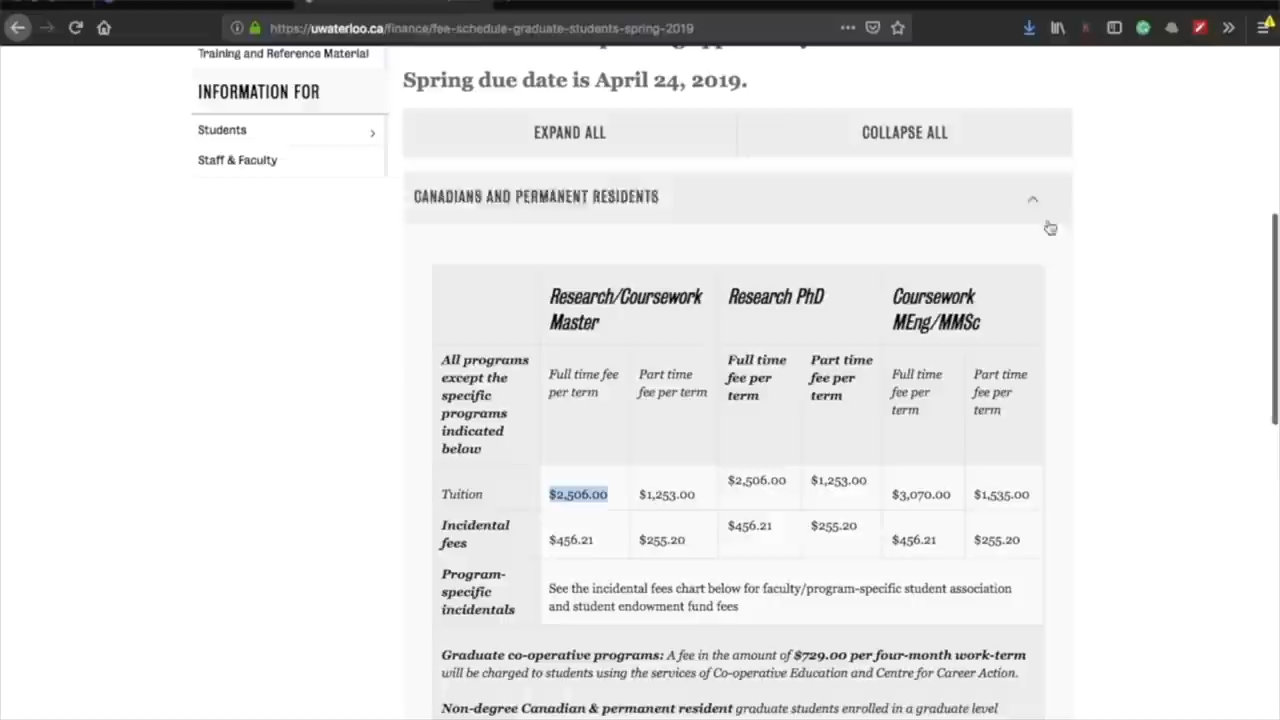 https://uwaterloo.ca/finance/fee-schedule-graduate-students-spring-2019
Training and Reference Material
INFORMATION FOR
Students
Staff & Faculty
Spring due date is April 24, 2019.
EXPAND ALL
COLLAPSE ALL
CANADIANS AND PERMANENT RESIDENTS
Research/Coursework
Master
Research PhD
Coursework
MEng/MMSc
All programs
except the
specific
programs
indicated
below
Full time fee
per term
Part time
fee per term
Full time
fee per
term
Part time
fee per
term
Full time
fee per
term
Part time
fee per
term
Tuition
$2,506.00
$1,253.00
$2,506.00
$1,253.00
$3,070.00
$1,535.00
Incidental
fees
$456.21
$255.20
$456.21
$255.20
$456.21
$255.20
Program-
specific
incidentals
See the incidental fees chart below for faculty/program-specific student association
and student endowment fund fees
Graduate co-operative programs: A fee in the amount of $729.00 per four-month work-term
will be charged to students using the services of Co-operative Education and Centre for Career Action.
Non-degree Canadian & permanent resident graduate students enrolled in a graduate level